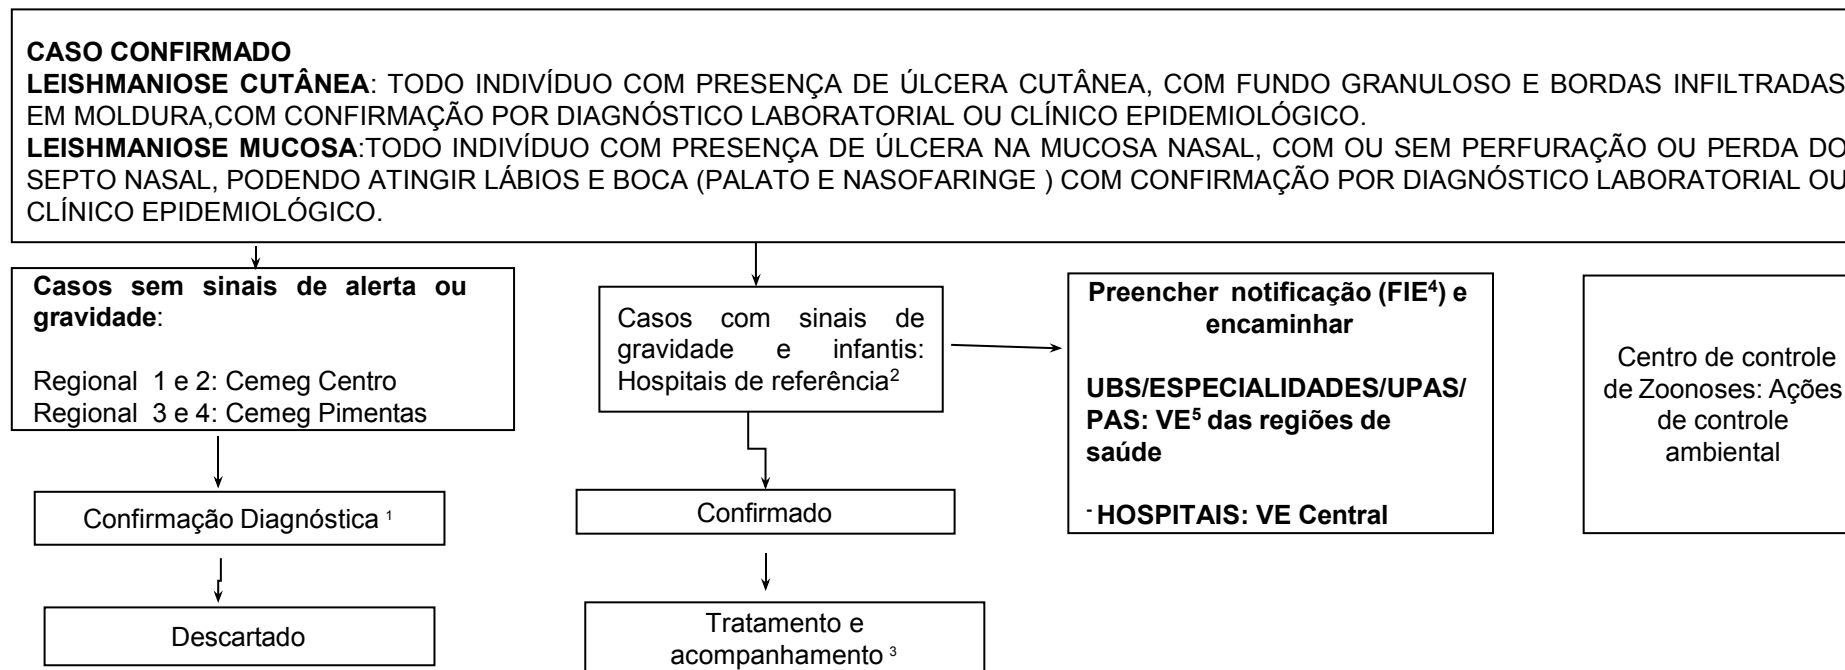 CASO CONFIRMADO
LEISHMANIOSE CUTÂNEA: TODO INDIVÍDUO COM PRESENÇA DE ÚLCERA CUTÂNEA, COM FUNDO GRANULOSO E BORDAS INFILTRADAS
EM MOLDURA,COM CONFIRMAÇÃO POR DIAGNÓSTICO LABORATORIAL OU CLÍNICO EPIDEMIOLÓGICO.
LEISHMANIOSE MUCOSA:TODO INDIVÍDUO COM PRESENÇA DE ÚLCERA NA MUCOSA NASAL, COM OU SEM PERFURAÇÃO OU PERDA DO
SEPTO NASAL, PODENDO ATINGIR LÁBIOS E BOCA (PALATO E NASOFARINGE ) COM CONFIRMAÇÃO POR DIAGNÓSTICO LABORATORIAL OU
CLÍNICO EPIDEMIOLÓGICO.
Casos sem sinais de alerta ou
gravidade:
Regional 1 e 2: Cemeg Centro
Regional 3 e 4: Cemeg Pimentas
Confirmação Diagnóstica ¹
Descartado
Casos com sinais de
gravidade e infantis:
Hospitais de referência²
Confirmado
Tratamento e
acompanhamento ³
Preencher notificação (FIE⁴) e
encaminhar
UBS/ESPECIALIDADES/UPAS/
PAS: VE⁵ das regiões de
saúde
- HOSPITAIS: VE Central
Centro de controle
de Zoonoses: Ações
de controle
ambiental